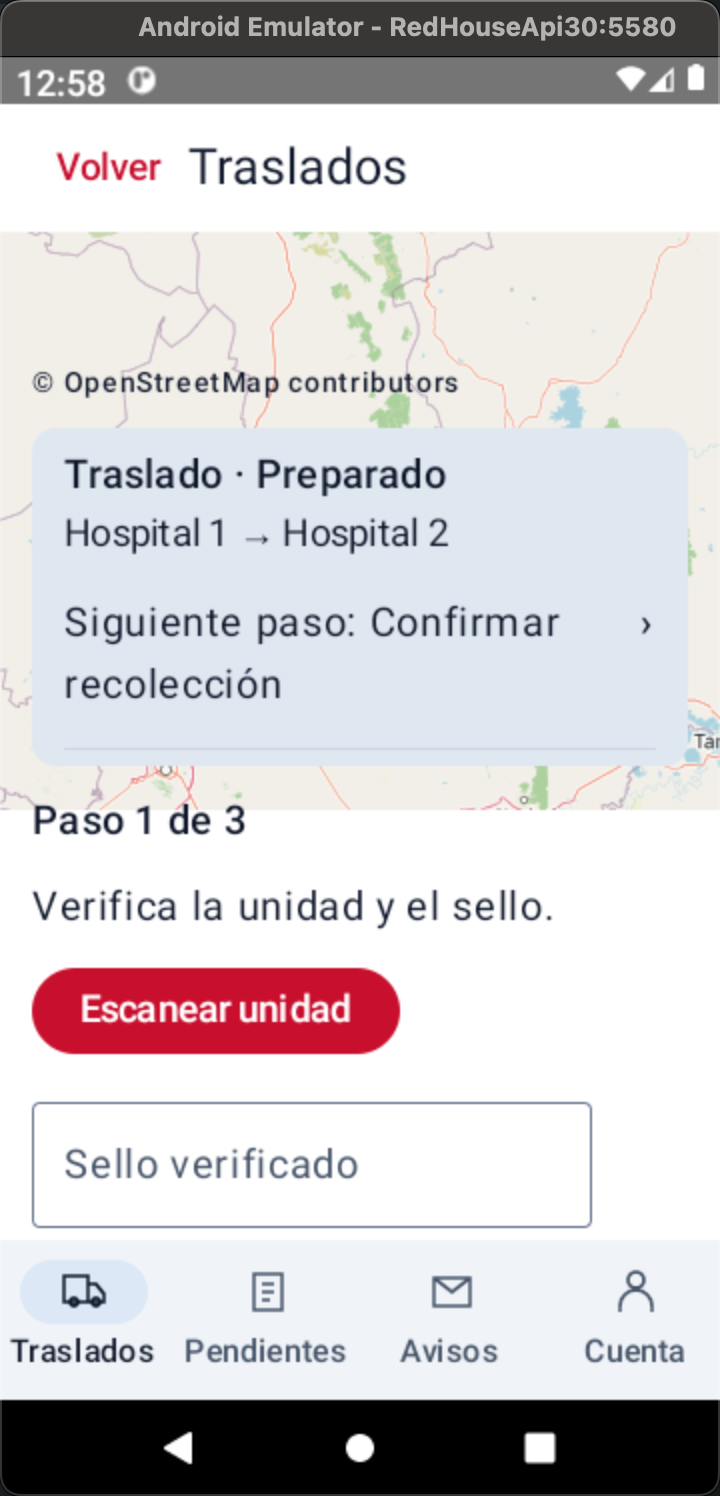 Android Emulator - RedHouseApi30:5580
12:58
Volver Traslados
© OpenStreetMap contributors
Traslado · Preparado
Hospital 1 → Hospital 2
Siguiente paso: Confirmar ›
recolección
Paso 1 de 3
Verifica la unidad y el sello.
Escanear unidad
Sello verificado
Traslados Pendientes Avisos Cuenta